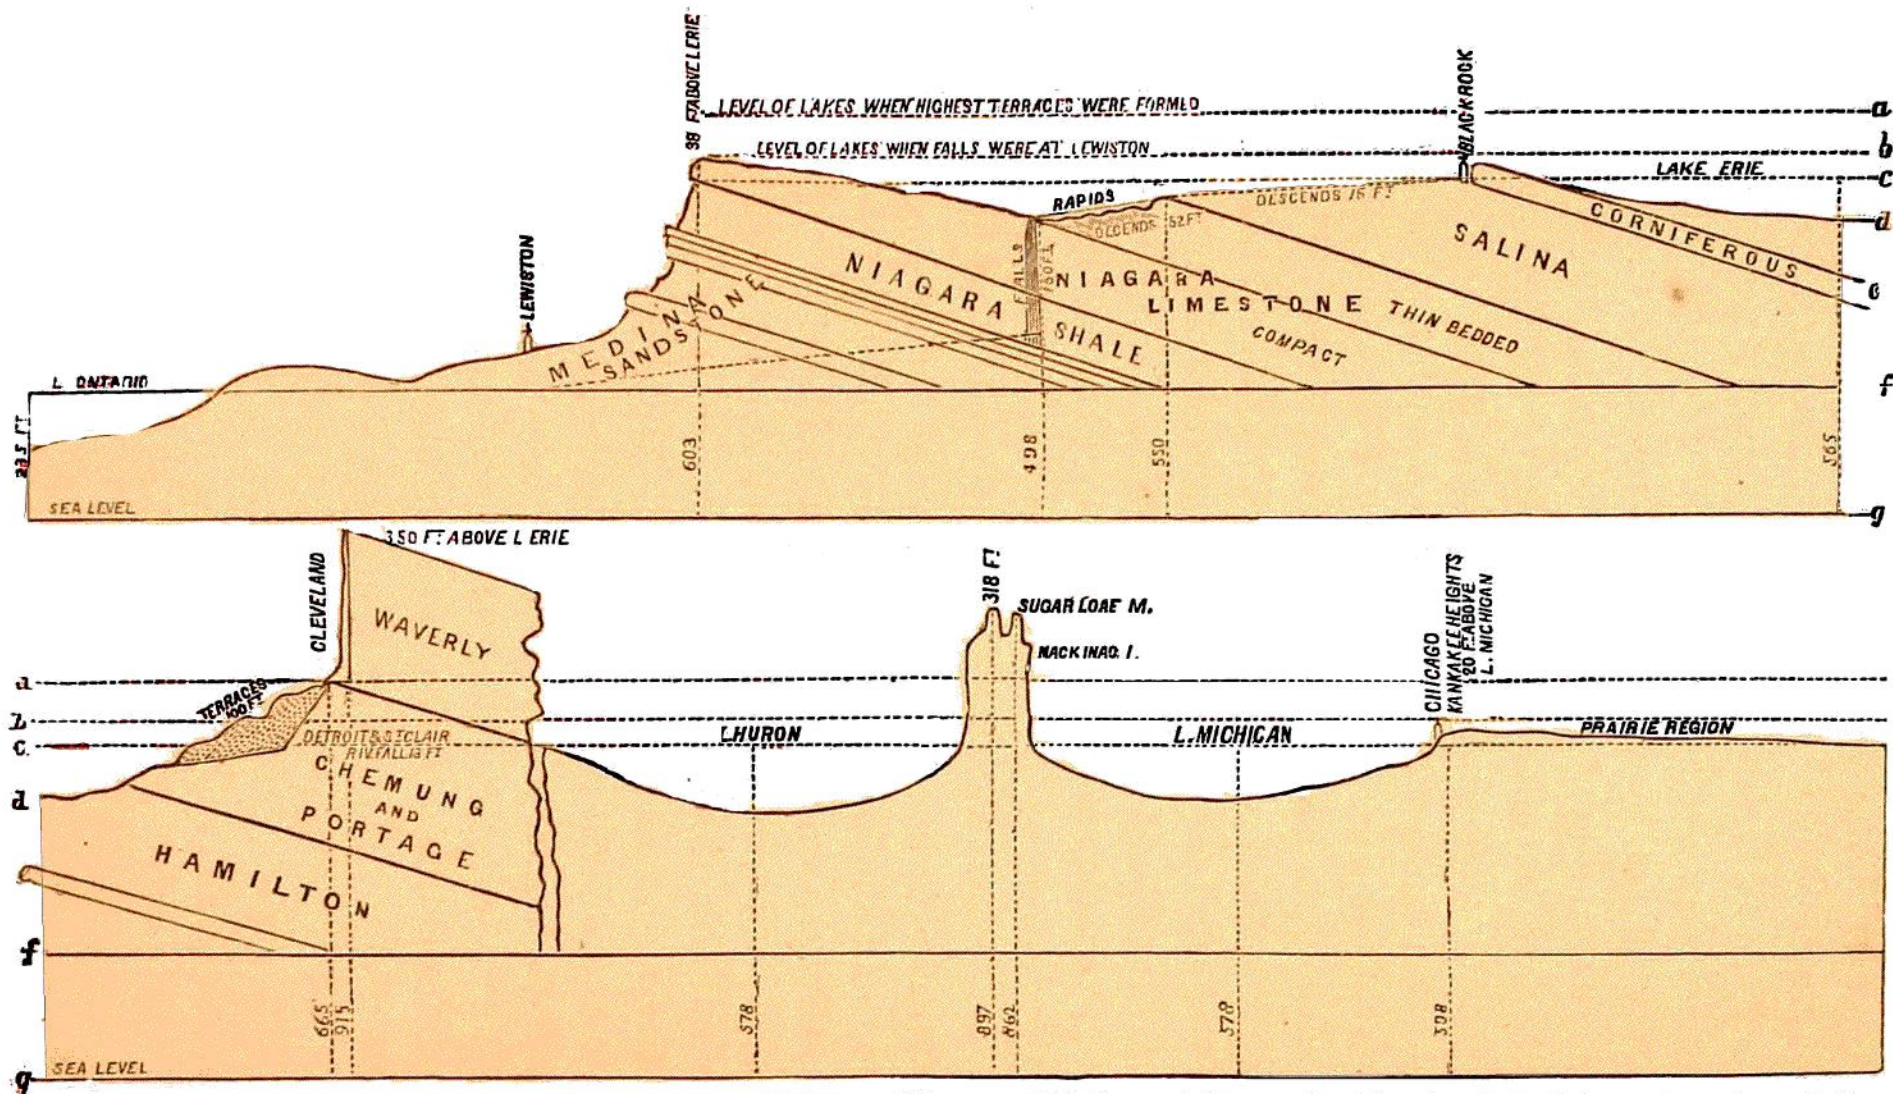 38 FT ABOVE L ERIE
LEVEL OF LAKES WHEN HIGHEST TERRACES WERE FORMED
a
BLACKROCK
LEVEL OF LAKES WHEN FALLS WERE AT LEWISTON
b
LAKE ERIE
c
RAPIDS
DESCENDS 15 FT
DECENDS 52 FT
CORNIFEROUS
d
SALINA
LEWISTON
NIAGARA
SHALE
FALLS
NIAGARA
LIMESTONE
THIN BEDDED
COMPACT
MEDINA
SANDSTONE
L. ONTARIO
f
603
498
550
565
SEA LEVEL
g
350 FT ABOVE L ERIE
CLEVELAND
WAVERLY
318 FT
SUGAR LOAF M.
MACKINAC. I.
CHICAGO
KANKAKEE HEIGHTS
20 FT ABOVE
L. MICHIGAN
a
TERRACES
100 FT
b
DETROIT & ST CLAIR
RIV. FALL 13 FT
c.
L HURON
L. MICHIGAN
PRAIRIE REGION
d
CHEMUNG
AND
PORTAGE
HAMILTON
f
665
915
578
897
862
578
598
SEA LEVEL
g